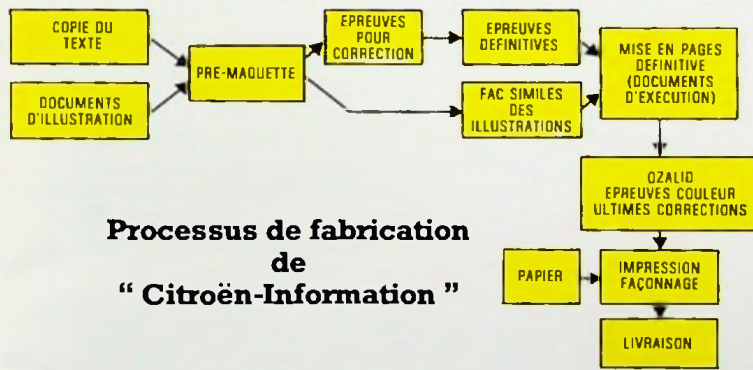 COPIE DU
TEXTE
DOCUMENTS
D'ILLUSTRATION
PRE-MAQUETTE
EPREUVES
POUR
CORRECTION
EPREUVES
DEFINITIVES
FAC SIMILES
DES
ILLUSTRATIONS
MISE EN PAGES
DEFINITIVE
(DOCUMENTS
D'EXECUTION)
OZALID
EPREUVES COULEUR
ULTIMES CORRECTIONS
PAPIER
IMPRESSION
FAÇONNAGE
LIVRAISON
Processus de fabrication
de
“ Citroën-Information ”